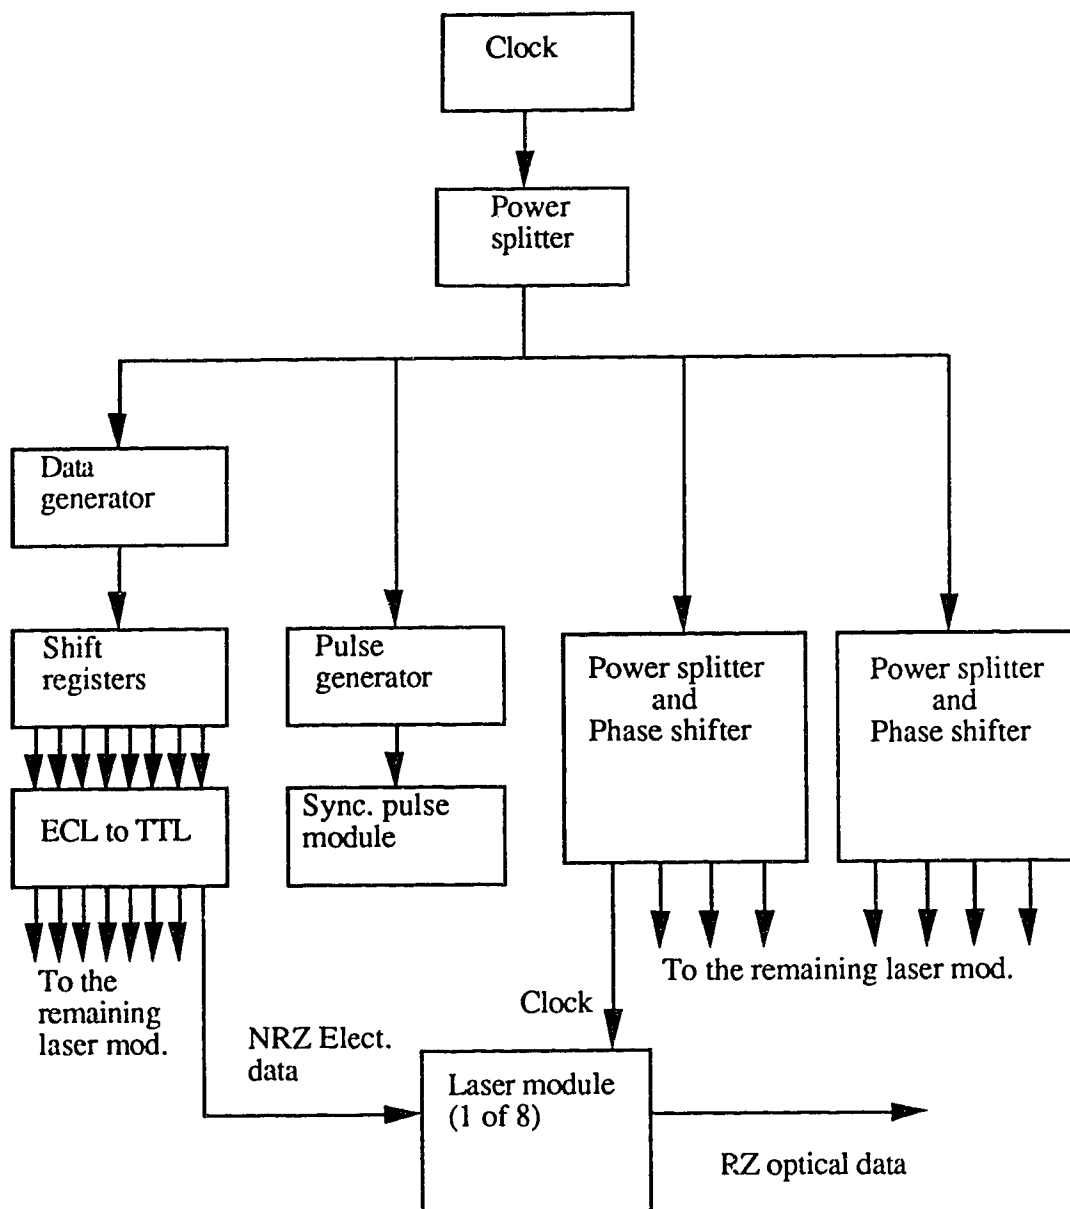 Clock
Power
splitter
Data
generator
Shift
registers
Pulse
generator
Power splitter
and
Phase shifter
Power splitter
and
Phase shifter
ECL to TTL
Sync. pulse
module
To the
remaining
laser mod.
To the remaining laser mod.
Clock
NRZ Elect.
data
Laser module
(1 of 8)
RZ optical data